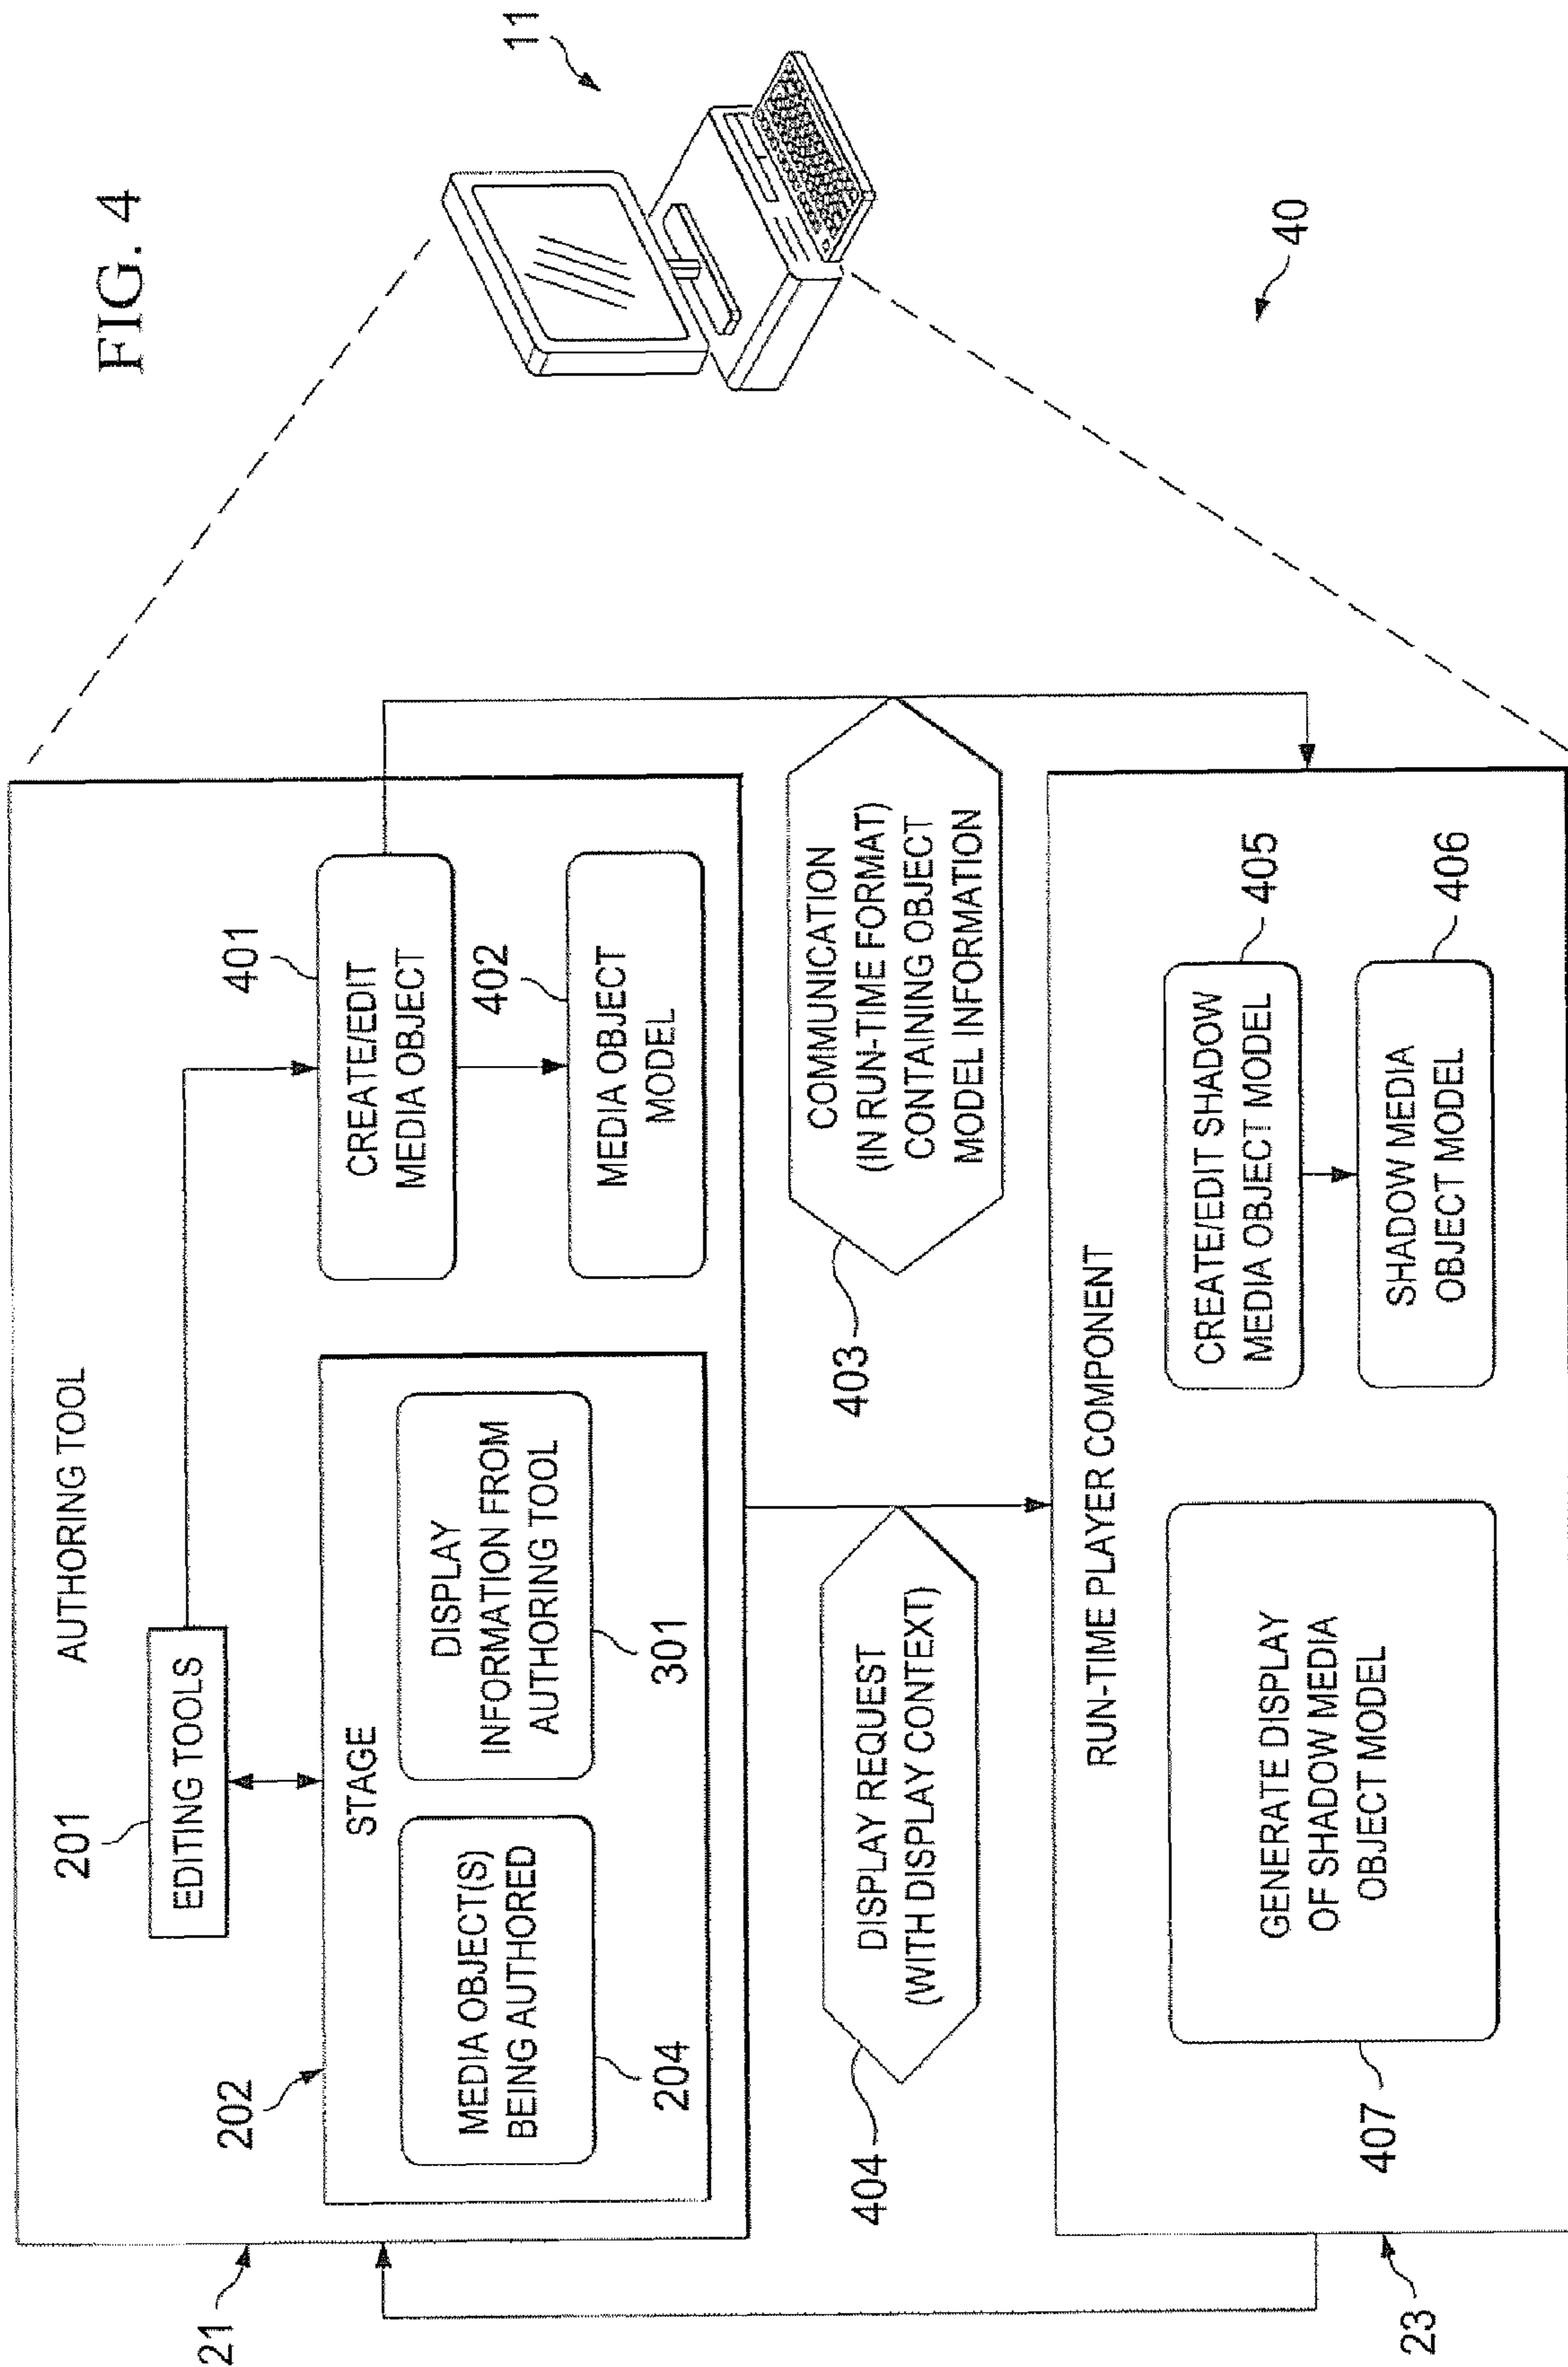 FIG. 4
11
40
AUTHORING TOOL
21
201
EDITING TOOLS
202
STAGE
MEDIA OBJECT(S)
BEING AUTHORED
204
DISPLAY
INFORMATION FROM
AUTHORING TOOL
301
401
CREATE/EDIT
MEDIA OBJECT
402
MEDIA OBJECT
MODEL
404
DISPLAY REQUEST
(WITH DISPLAY CONTEXT)
403
COMMUNICATION
(IN RUN-TIME FORMAT)
CONTAINING OBJECT
MODEL INFORMATION
RUN-TIME PLAYER COMPONENT
23
407
GENERATE DISPLAY
OF SHADOW MEDIA
OBJECT MODEL
CREATE/EDIT SHADOW
MEDIA OBJECT MODEL
405
SHADOW MEDIA
OBJECT MODEL
406